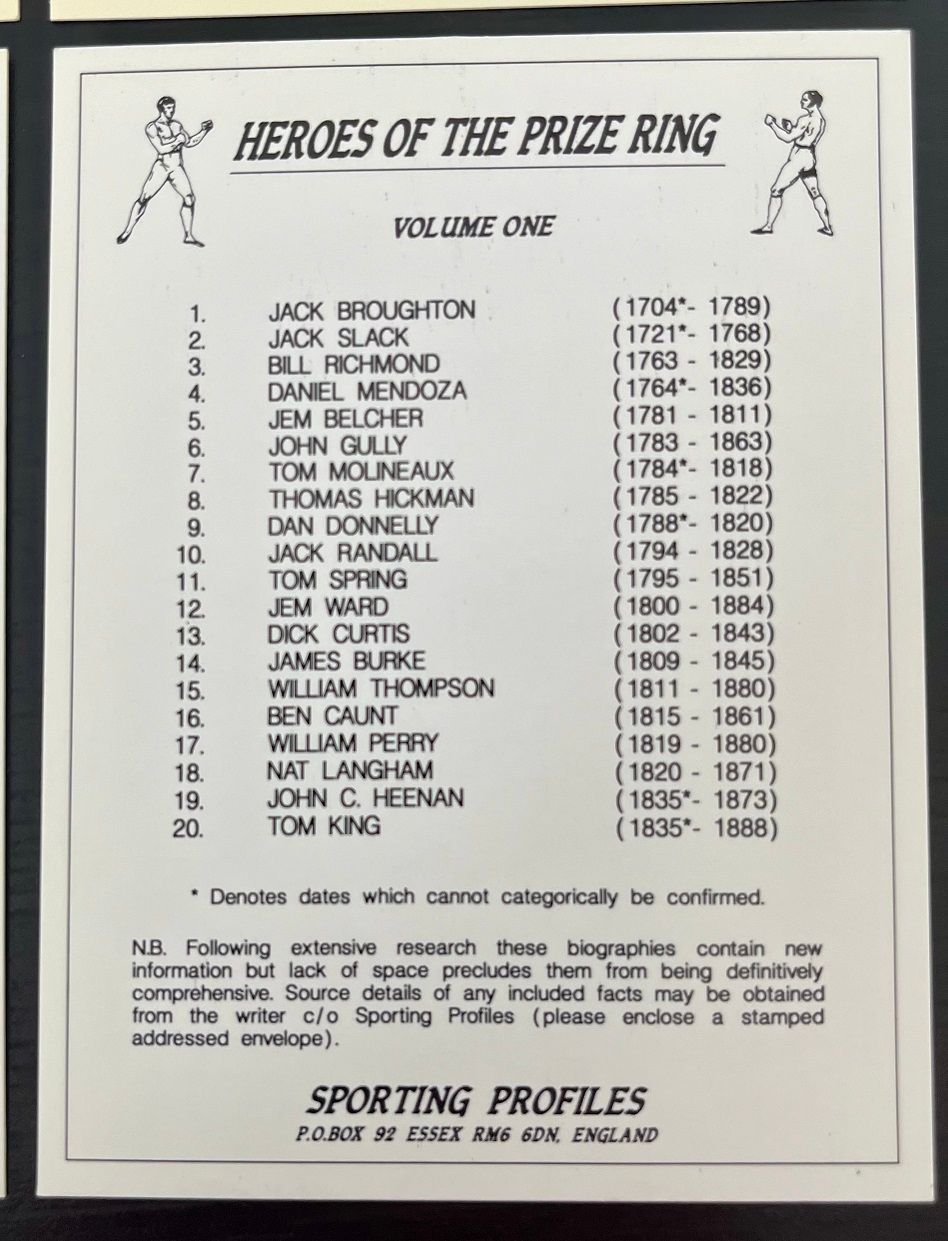 HEROES OF THE PRIZE RING
VOLUME ONE
1. JACK BROUGHTON (1704*- 1789)
2. JACK SLACK (1721*- 1768)
3. BILL RICHMOND (1763 - 1829)
4. DANIEL MENDOZA (1764*- 1836)
5. JEM BELCHER (1781 - 1811)
6. JOHN GULLY (1783 - 1863)
7. TOM MOLINEAUX (1784*- 1818)
8. THOMAS HICKMAN (1785 - 1822)
9. DAN DONNELLY (1788*- 1820)
10. JACK RANDALL (1794 - 1828)
11. TOM SPRING (1795 - 1851)
12. JEM WARD (1800 - 1884)
13. DICK CURTIS (1802 - 1843)
14. JAMES BURKE (1809 - 1845)
15. WILLIAM THOMPSON (1811 - 1880)
16. BEN CAUNT (1815 - 1861)
17. WILLIAM PERRY (1819 - 1880)
18. NAT LANGHAM (1820 - 1871)
19. JOHN C. HEENAN (1835*- 1873)
20. TOM KING (1835*- 1888)
* Denotes dates which cannot categorically be confirmed.
N.B. Following extensive research these biographies contain new
information but lack of space precludes them from being definitively
comprehensive. Source details of any included facts may be obtained
from the writer c/o Sporting Profiles (please enclose a stamped
addressed envelope).
SPORTING PROFILES
P.O.BOX 92 ESSEX RM6 6DN, ENGLAND